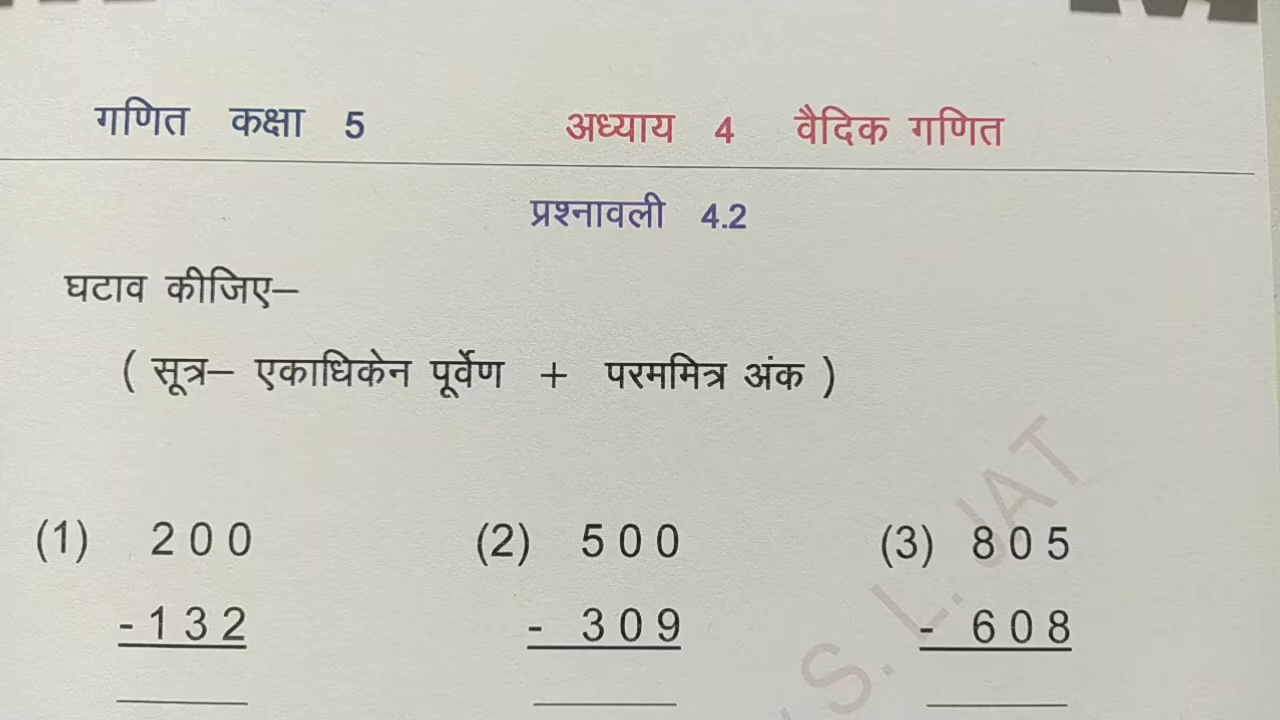 गणित कक्षा 5 अध्याय 4 वैदिक गणित
प्रश्नावली 4.2
घटाव कीजिए–
( सूत्र– एकाधिकेन पूर्वेण + परममित्र अंक )
(1) 2 0 0 (2) 5 0 0 (3) 8 0 5
- 1 3 2 - 3 0 9 - 6 0 8
S. L. JAT